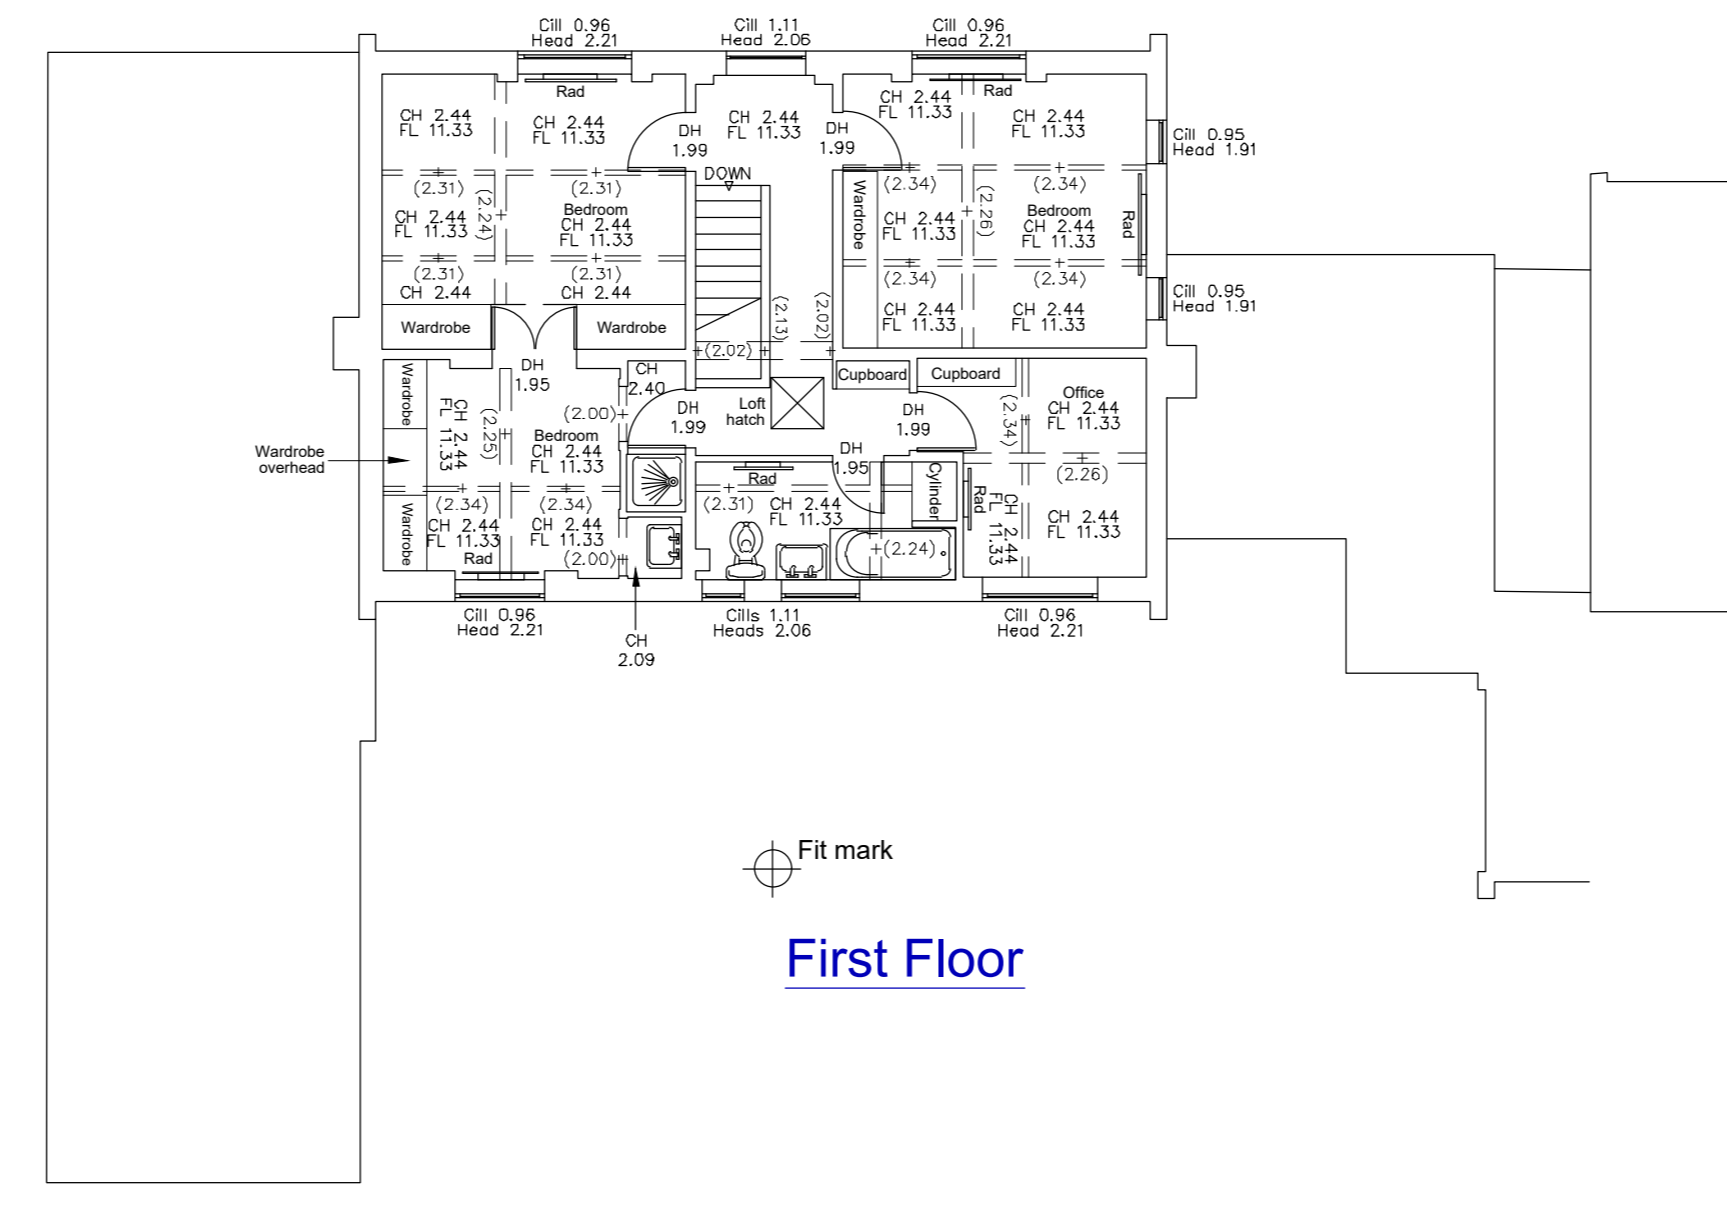 Cill 0.96
Head 2.21
Cill 1.11
Head 2.06
Cill 0.96
Head 2.21
Rad
Rad
CH 2.44
FL 11.33
CH 2.44
FL 11.33
CH 2.44
FL 11.33
CH 2.44
FL 11.33
CH 2.44
FL 11.33
DH
1.99
DH
1.99
Cill 0.95
Head 1.91
DOWN
(2.31)
(2.31)
(2.24)
(2.34)
(2.34)
(2.26)
Wardrobe
CH 2.44
FL 11.33
Bedroom
CH 2.44
FL 11.33
CH 2.44
FL 11.33
Bedroom
CH 2.44
FL 11.33
Rad
(2.31)
(2.31)
(2.34)
(2.34)
CH 2.44
CH 2.44
Cill 0.95
Head 1.91
Wardrobe
Wardrobe
(2.13)
(2.02)
CH 2.44
FL 11.33
CH 2.44
FL 11.33
(2.02)
DH
1.95
CH
2.40
Cupboard
Cupboard
Wardrobe
CH 2.44
FL 11.33
(2.25)
(2.00)
DH
1.99
Loft
hatch
DH
1.99
(2.34)
Office
CH 2.44
FL 11.33
Wardrobe
overhead
Bedroom
CH 2.44
FL 11.33
DH
1.95
Rad
Cylinder
(2.26)
(2.34)
(2.34)
(2.31)
CH 2.44
FL 11.33
Rad
CH 2.44
FL 11.33
CH 2.44
FL 11.33
Wardrobe
CH 2.44
FL 11.33
CH 2.44
FL 11.33
Rad
(2.00)
(2.24)
Cill 0.96
Head 2.21
Cills 1.11
Heads 2.06
Cill 0.96
Head 2.21
CH
2.09
Fit mark
First Floor